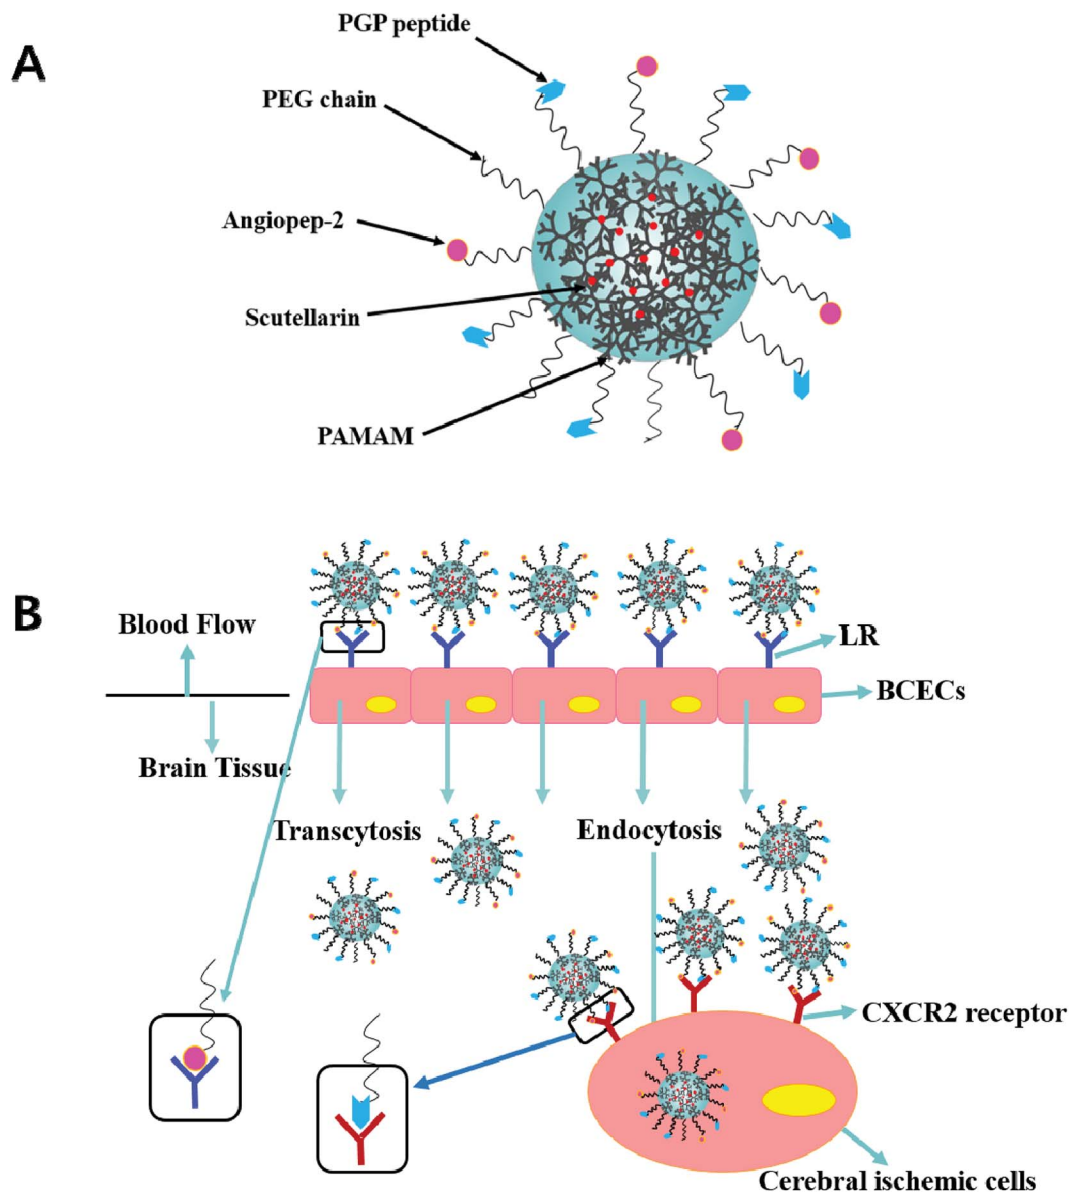 A
PGP peptide
PEG chain
Angiopep-2
Scutellarin
PAMAM
B
Blood Flow
LR
BCECs
Brain Tissue
Transcytosis
Endocytosis
CXCR2 receptor
Cerebral ischemic cells